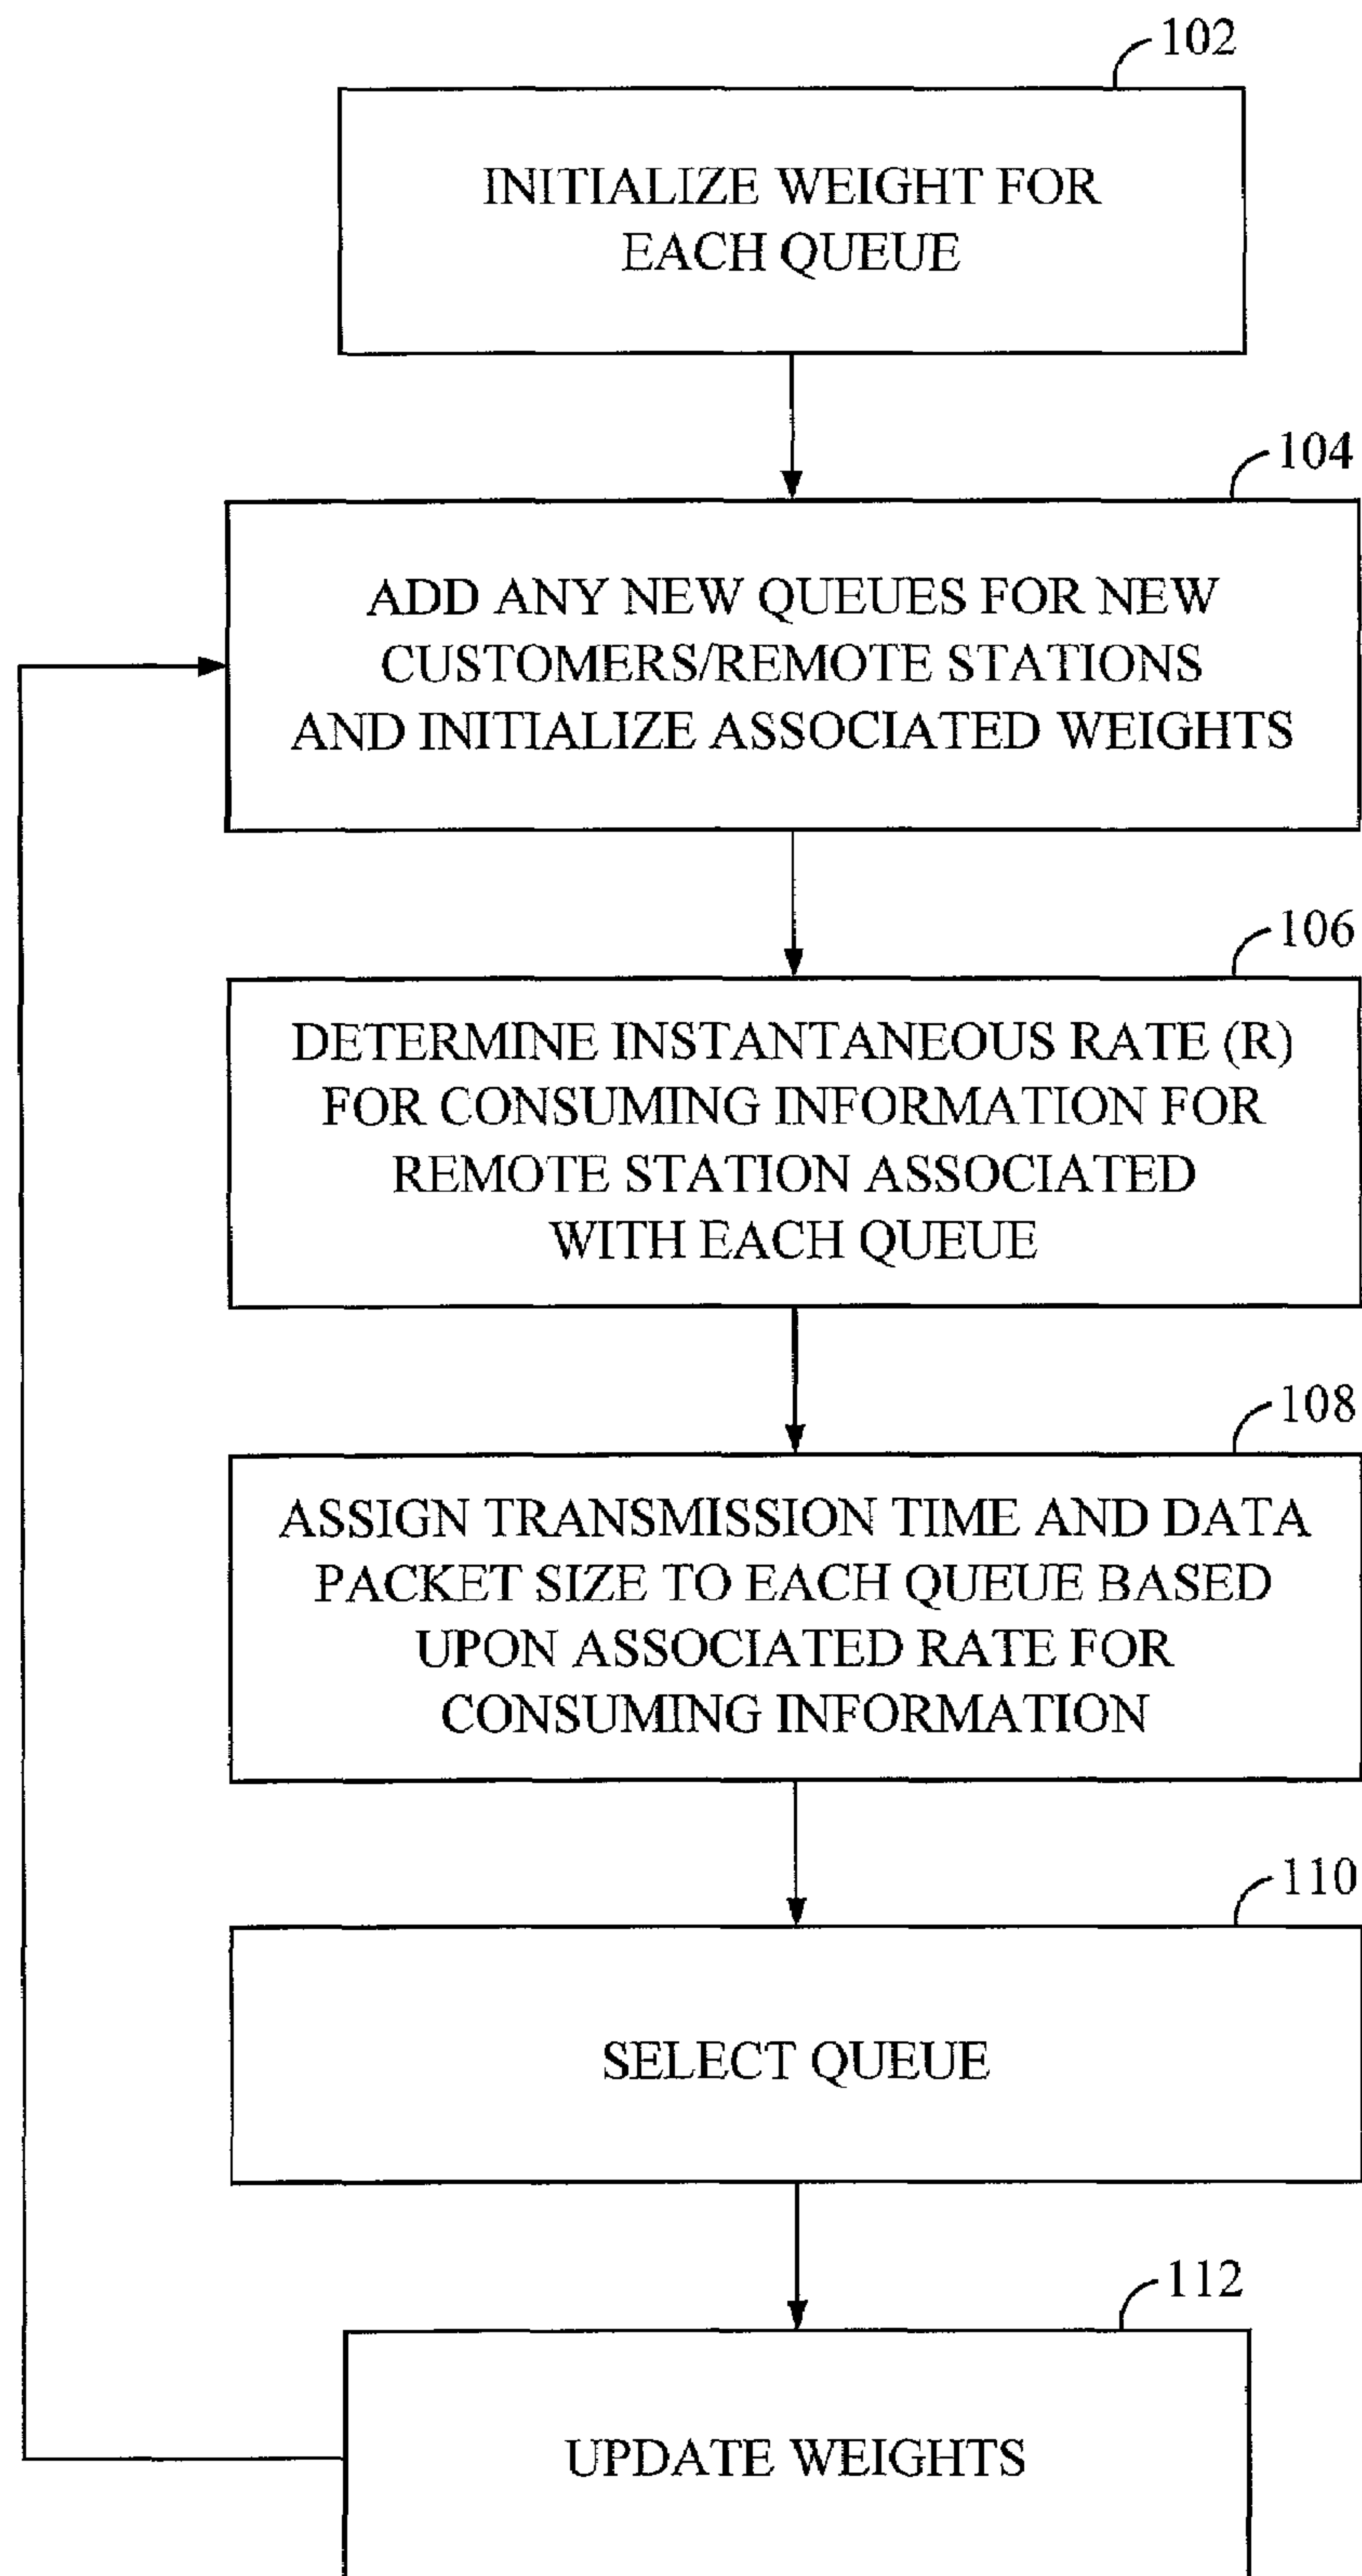 102
INITIALIZE WEIGHT FOR
EACH QUEUE
104
ADD ANY NEW QUEUES FOR NEW
CUSTOMERS/REMOTE STATIONS
AND INITIALIZE ASSOCIATED WEIGHTS
106
DETERMINE INSTANTANEOUS RATE (R)
FOR CONSUMING INFORMATION FOR
REMOTE STATION ASSOCIATED
WITH EACH QUEUE
108
ASSIGN TRANSMISSION TIME AND DATA
PACKET SIZE TO EACH QUEUE BASED
UPON ASSOCIATED RATE FOR
CONSUMING INFORMATION
110
SELECT QUEUE
112
UPDATE WEIGHTS